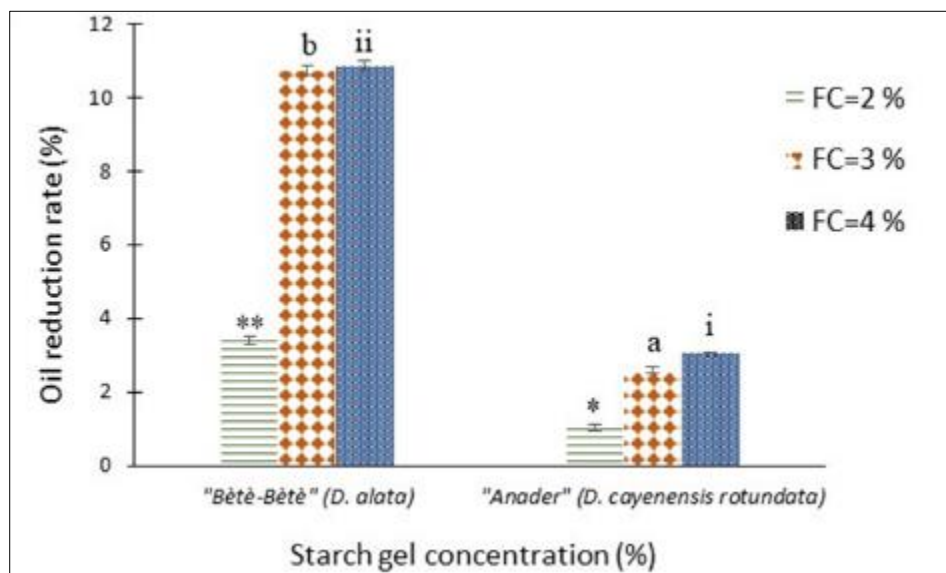 12
10
8
6
4
2
0
Oil reduction rate (%)
**
b
ii
*
a
i
FC=2 %
FC=3 %
FC=4 %
"Bètè-Bètè" (D. alata)
"Anader" (D. cayenensis rotundata)
Starch gel concentration (%)